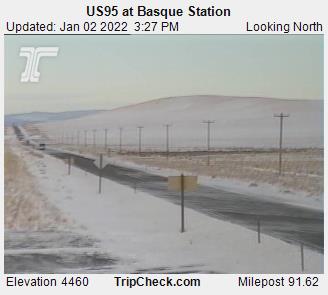 US95 at Basque Station
Updated: Jan 02 2022 3:27 PM Looking North
Elevation 4460 TripCheck.com Milepost 91.62